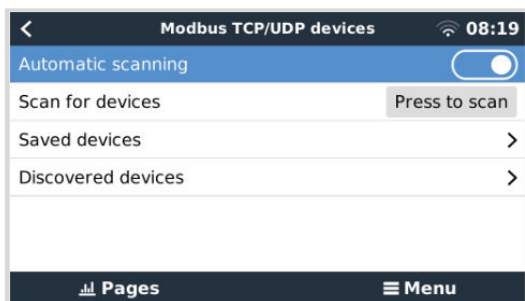 Modbus TCP/UDP devices 08:19
Automatic scanning
Scan for devices Press to scan
Saved devices
Discovered devices
Pages Menu